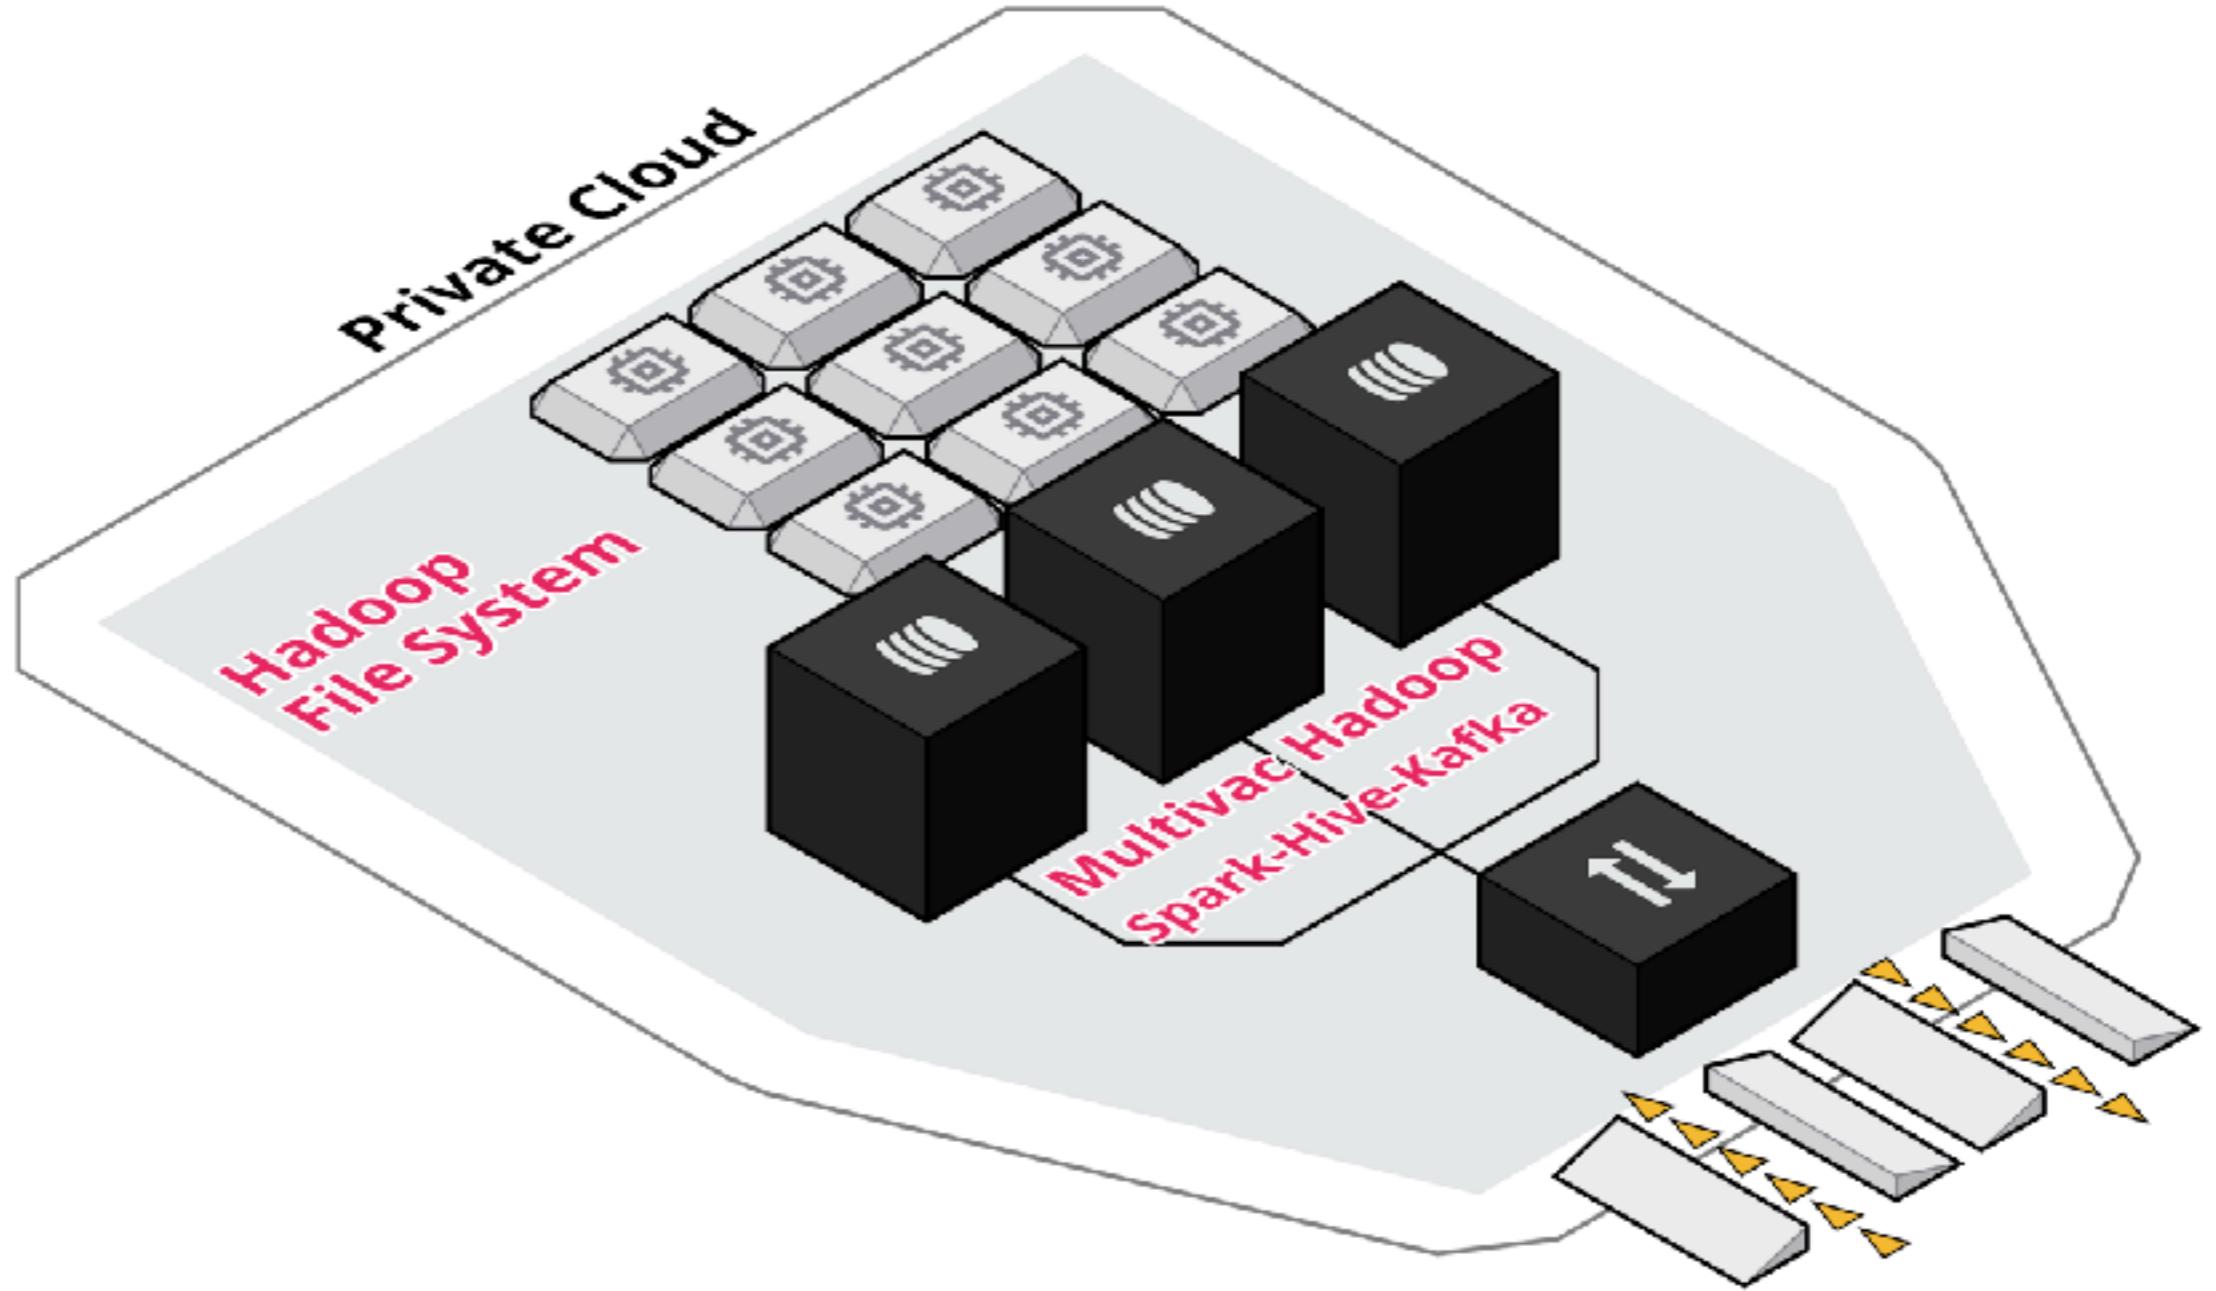 Private Cloud
Hadoop
File System
Multivac Hadoop
Spark-Hive-Kafka